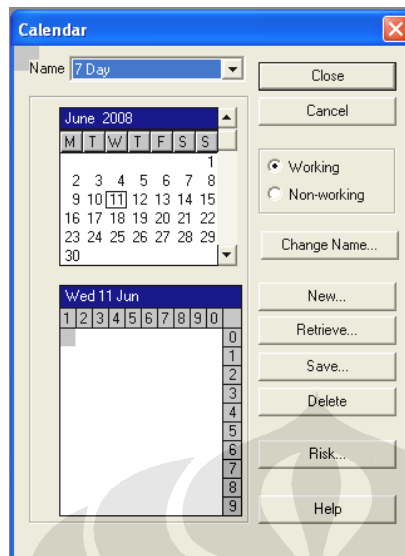 Calendar
Name 7 Day
Close
Cancel
June 2008
M T W T F S S
1
2 3 4 5 6 7 8
9 10 11 12 13 14 15
16 17 18 19 20 21 22
23 24 25 26 27 28 29
30
Working
Non-working
Change Name...
Wed 11 Jun
1 2 3 4 5 6 7 8 9 0
0
1
2
3
4
5
6
7
8
9
New...
Retrieve...
Save...
Delete
Risk...
Help